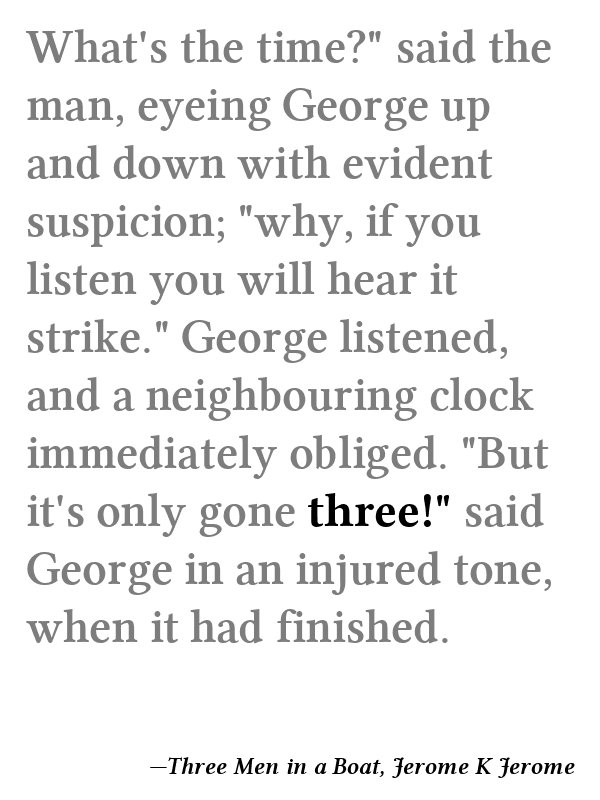 What's the time?" said the
man, eyeing George up
and down with evident
suspicion; "why, if you
listen you will hear it
strike." George listened,
and a neighbouring clock
immediately obliged. "But
it's only gone three!" said
George in an injured tone,
when it had finished.
—Three Men in a Boat, Jerome K Jerome